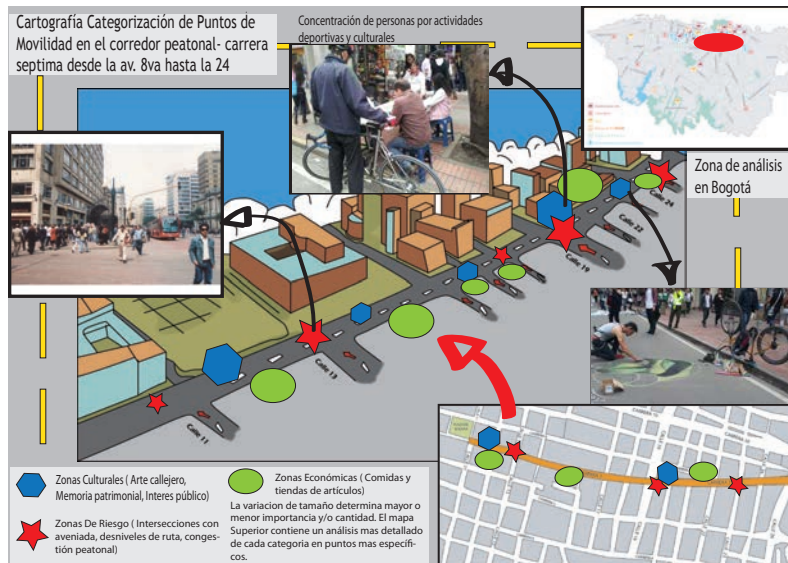 Cartografía Categorización de Puntos de
Movilidad en el corredor peatonal- carrera
septima desde la av. 8va hasta la 24
Concentración de personas por actividades
deportivas y culturales
Zona de análisis
en Bogotá
Calle 24
Calle 22
Calle 19
Calle 13
Calle 11
Zonas Culturales ( Arte callejero,
Memoria patrimonial, Interes público)
Zonas De Riesgo ( Intersecciones con
aveniada, desniveles de ruta, conges-
tión peatonal)
Zonas Económicas ( Comidas y
tiendas de artículos)
La variacion de tamaño determina mayor o
menor importancia y/o cantidad. El mapa
Superior contiene un análisis mas detallado
de cada categoria en puntos mas específi-
cos.